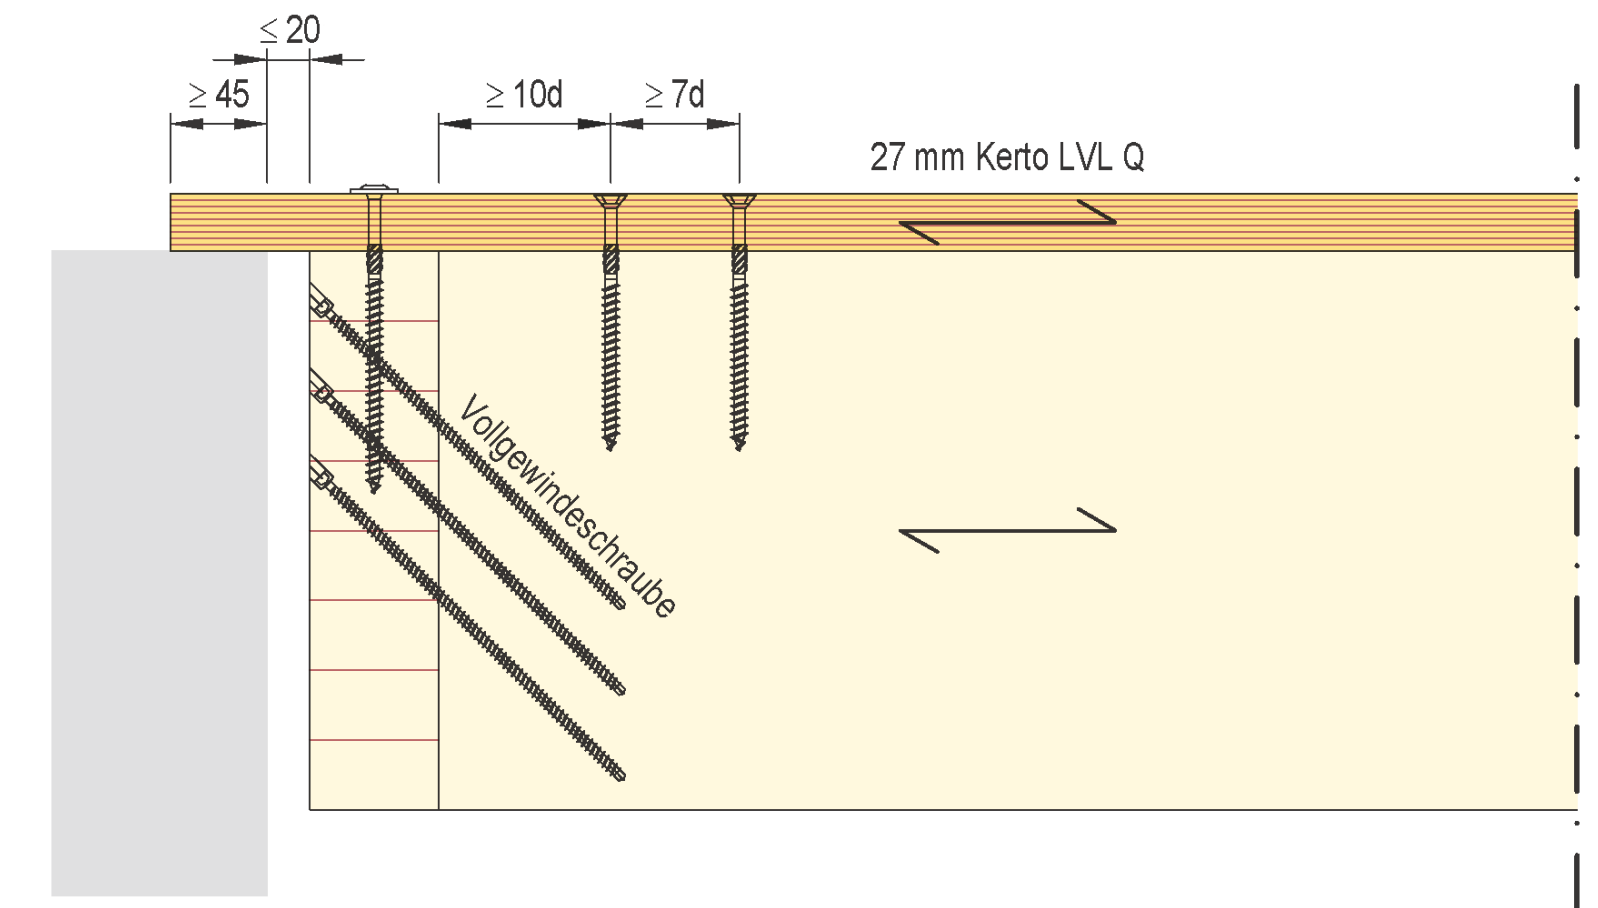 ≤ 20
≥ 45
≥ 10d
≥ 7d
27 mm Kerto LVL Q
Vollgewindeschraube